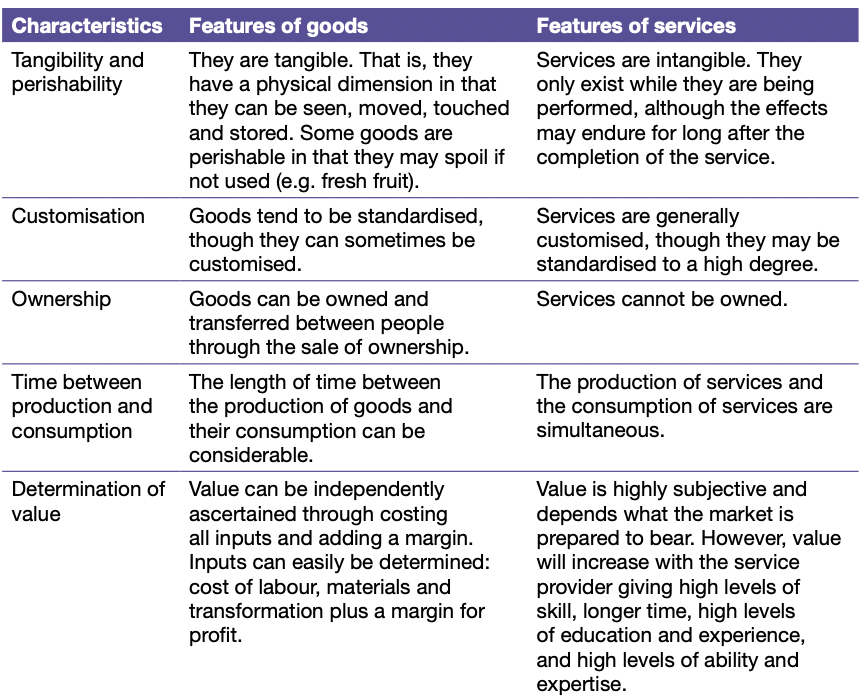 Characteristics Features of goods Features of services
Tangibility and
perishability
They are tangible. That is, they
have a physical dimension in that
they can be seen, moved, touched
and stored. Some goods are
perishable in that they may spoil if
not used (e.g. fresh fruit).
Services are intangible. They
only exist while they are being
performed, although the effects
may endure for long after the
completion of the service.
Customisation
Goods tend to be standardised,
though they can sometimes be
customised.
Services are generally
customised, though they may be
standardised to a high degree.
Ownership
Goods can be owned and
transferred between people
through the sale of ownership.
Services cannot be owned.
Time between
production and
consumption
The length of time between
the production of goods and
their consumption can be
considerable.
The production of services and
the consumption of services are
simultaneous.
Determination of
value
Value can be independently
ascertained through costing
all inputs and adding a margin.
Inputs can easily be determined:
cost of labour, materials and
transformation plus a margin for
profit.
Value is highly subjective and
depends what the market is
prepared to bear. However, value
will increase with the service
provider giving high levels of
skill, longer time, high levels
of education and experience,
and high levels of ability and
expertise.